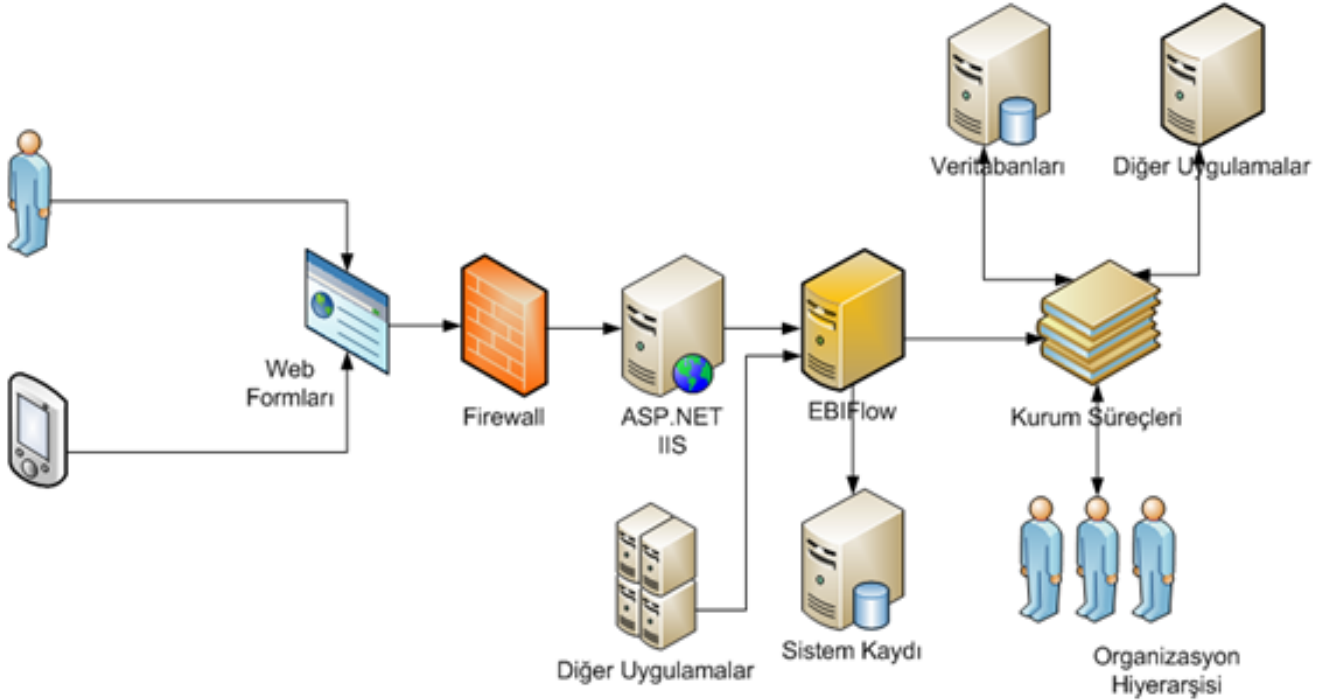 Veritabanları
Diğer Uygulamalar
Web
Formları
Firewall
ASP.NET
IIS
EBIFlow
Kurum Süreçleri
Diğer Uygulamalar
Sistem Kaydı
Organizasyon
Hiyerarşisi